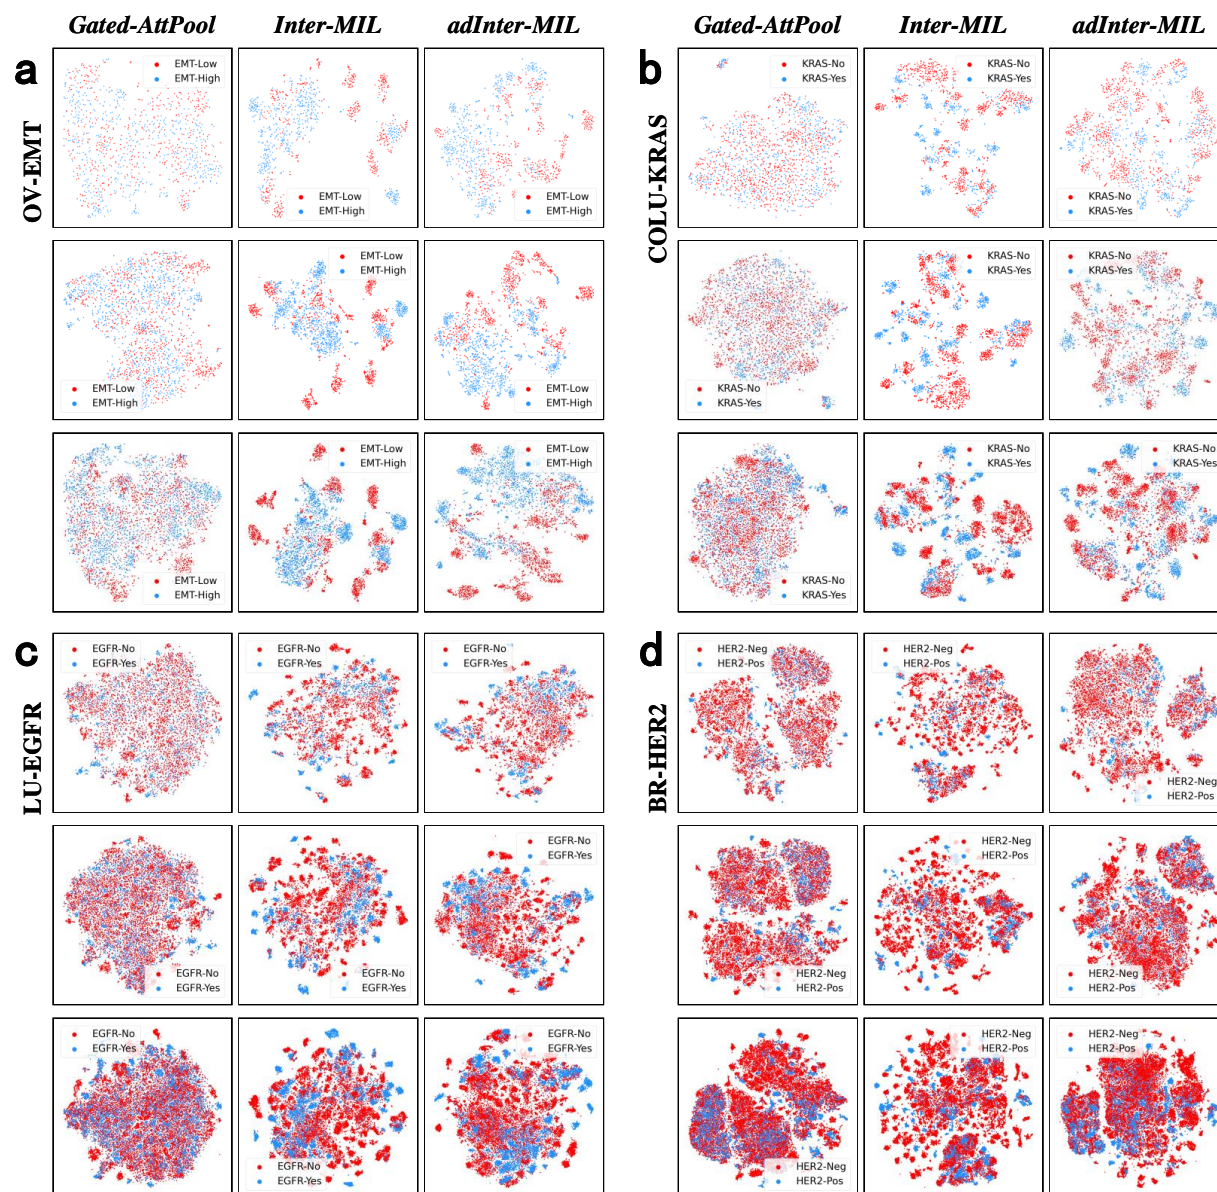 Gated-AttPool Inter-MIL adInter-MIL Gated-AttPool Inter-MIL adInter-MIL
a
OV-EMT
EMT-Low
EMT-High
EMT-Low
EMT-High
EMT-Low
EMT-High
EMT-Low
EMT-High
EMT-Low
EMT-High
EMT-Low
EMT-High
EMT-Low
EMT-High
EMT-Low
EMT-High
EMT-Low
EMT-High
b
COLU-KRAS
KRAS-No
KRAS-Yes
KRAS-No
KRAS-Yes
KRAS-No
KRAS-Yes
KRAS-No
KRAS-Yes
KRAS-No
KRAS-Yes
KRAS-No
KRAS-Yes
KRAS-No
KRAS-Yes
KRAS-No
KRAS-Yes
KRAS-No
KRAS-Yes
c
LU-EGFR
EGFR-No
EGFR-Yes
EGFR-No
EGFR-Yes
EGFR-No
EGFR-Yes
EGFR-No
EGFR-Yes
EGFR-No
EGFR-Yes
EGFR-No
EGFR-Yes
EGFR-No
EGFR-Yes
EGFR-No
EGFR-Yes
EGFR-No
EGFR-Yes
d
BR-HER2
HER2-Neg
HER2-Pos
HER2-Neg
HER2-Pos
HER2-Neg
HER2-Pos
HER2-Neg
HER2-Pos
HER2-Neg
HER2-Pos
HER2-Neg
HER2-Pos
HER2-Neg
HER2-Pos
HER2-Neg
HER2-Pos
HER2-Neg
HER2-Pos